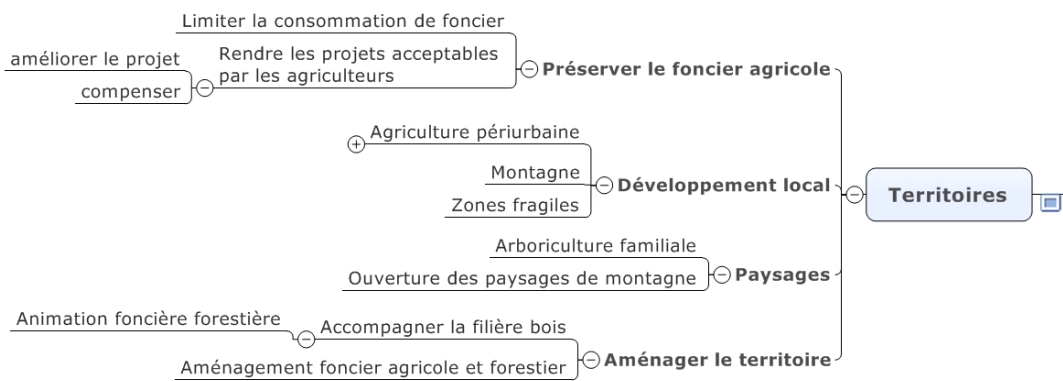 Limiter la consommation de foncier
améliorer le projet
compenser
Rendre les projets acceptables
par les agriculteurs
Préserver le foncier agricole
Agriculture périurbaine
Montagne
Zones fragiles
Développement local
Territoires
Arboriculture familiale
Ouverture des paysages de montagne
Paysages
Animation foncière forestière
Accompagner la filière bois
Aménagement foncier agricole et forestier
Aménager le territoire